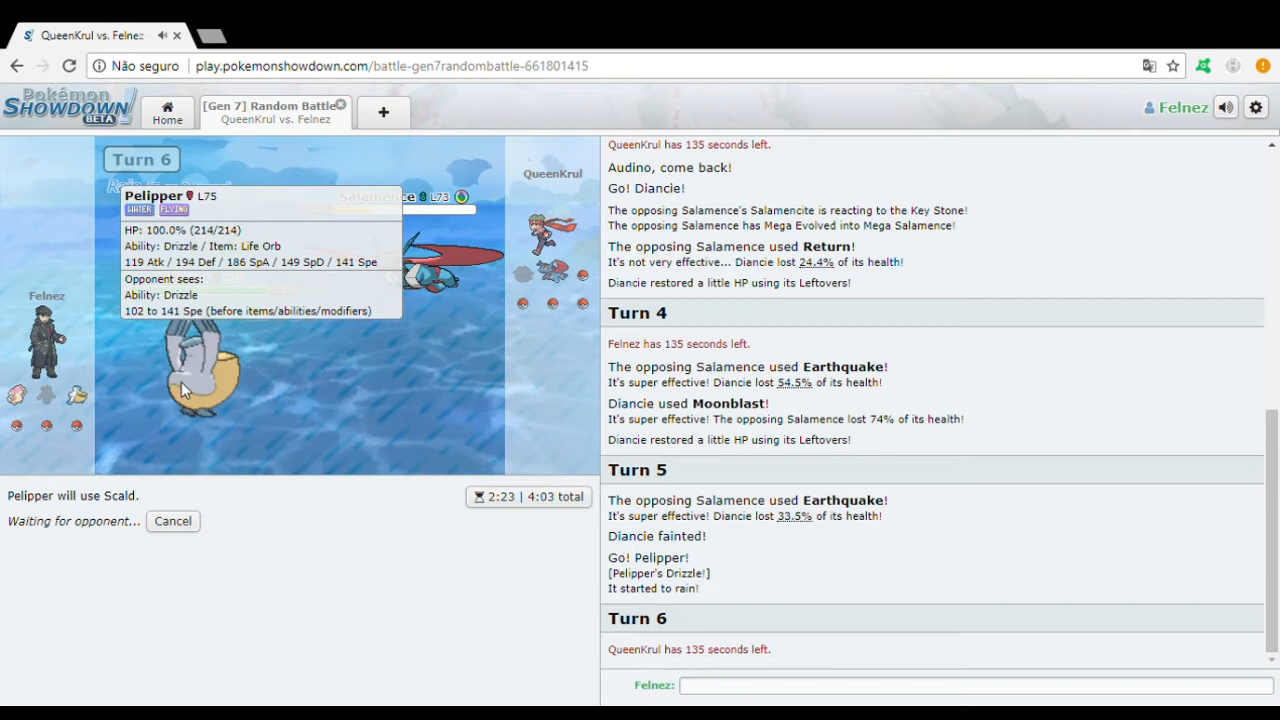 QueenKrul vs. Felnez
Não seguro
play.pokemonshowdown.com/battle-gen7randombattle-661801415
Pokémon
SHOWDOWN
BETA
Home
[Gen 7] Random Battle
QueenKrul vs. Felnez
Felnez
Turn 6
Salamence L73
QueenKrul
Felnez
Pelipper L75
WATER FLYING
HP: 100.0% (214/214)
Ability: Drizzle / Item: Life Orb
119 Atk / 194 Def / 186 SpA / 149 SpD / 141 Spe
Opponent sees:
Ability: Drizzle
102 to 141 Spe (before items/abilities/modifiers)
Pelipper will use Scald.
2:23 | 4:03 total
Waiting for opponent... Cancel
QueenKrul has 135 seconds left.
Audino, come back!
Go! Diancie!
The opposing Salamence's Salamencite is reacting to the Key Stone!
The opposing Salamence has Mega Evolved into Mega Salamence!
The opposing Salamence used Return!
It's not very effective... Diancie lost 24.4% of its health!
Diancie restored a little HP using its Leftovers!
Turn 4
Felnez has 135 seconds left.
The opposing Salamence used Earthquake!
It's super effective! Diancie lost 54.5% of its health!
Diancie used Moonblast!
It's super effective! The opposing Salamence lost 74% of its health!
Diancie restored a little HP using its Leftovers!
Turn 5
The opposing Salamence used Earthquake!
It's super effective! Diancie lost 33.5% of its health!
Diancie fainted!
Go! Pelipper!
[Pelipper's Drizzle!]
It started to rain!
Turn 6
QueenKrul has 135 seconds left.
Felnez: